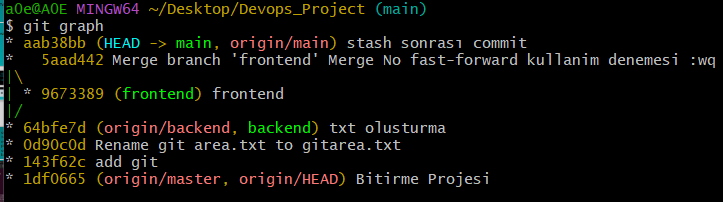 aOe@AOE MINGW64 ~/Desktop/Devops_Project (main)
$ git graph
* aab38bb (HEAD -> main, origin/main) stash sonrası commit
*   5aad442 Merge branch 'frontend' Merge No fast-forward kullanim denemesi :wq
|\
| * 9673389 (frontend) frontend
|/
* 64bfe7d (origin/backend, backend) txt olusturma
* 0d90c0d Rename git area.txt to gitarea.txt
* 143f62c add git
* 1df0665 (origin/master, origin/HEAD) Bitirme Projesi